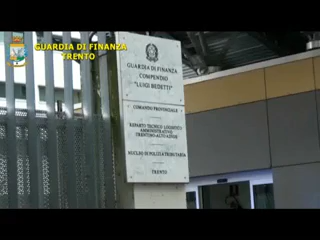 GUARDIA DI FINANZA
TRENTO
GUARDIA DI FINANZA
COMPENDIO
"LUIGI BEDETTI"
COMANDO PROVINCIALE
REPARTO TECNICO LOGISTICO
AMMINISTRATIVO
TRENTINO-ALTO ADIGE
NUCLEO DI POLIZIA TRIBUTARIA
TRENTO